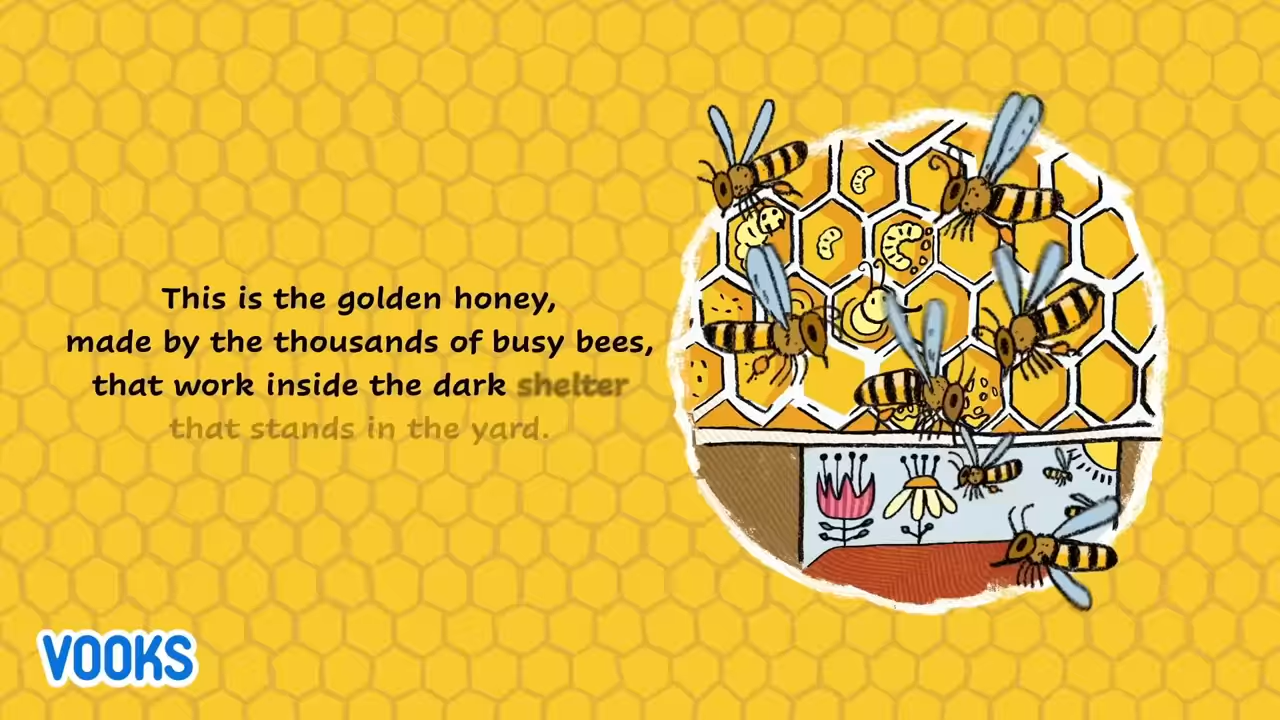 This is the golden honey,
made by the thousands of busy bees,
that work inside the dark shelter
that stands in the yard.
VOOKS